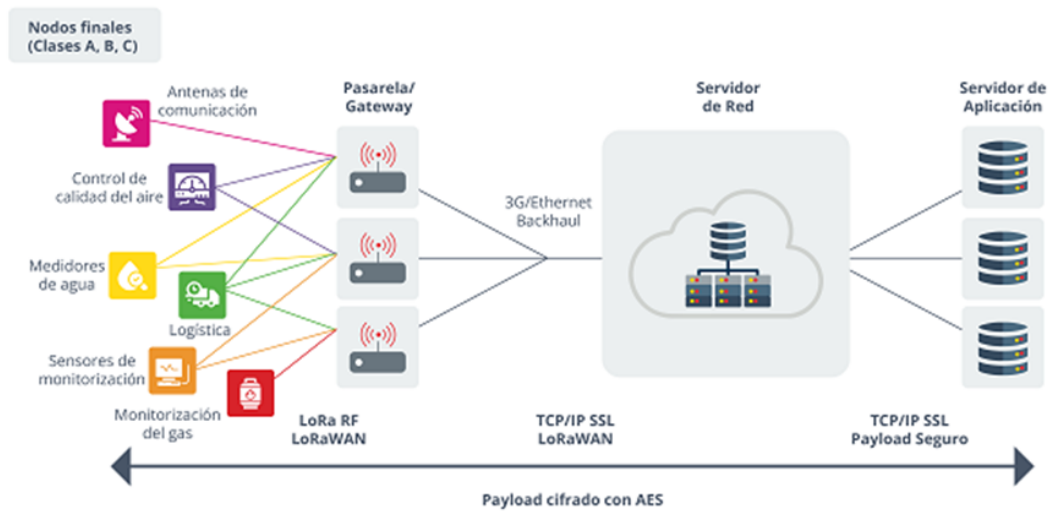 Nodos finales
(Clases A, B, C)
Antenas de
comunicación
Control de
calidad del aire
Medidores
de agua
Logística
Sensores de
monitorización
Monitorización
del gas
Pasarela/
Gateway
3G/Ethernet
Backhaul
Servidor
de Red
Servidor de
Aplicación
LoRa RF
LoRaWAN
TCP/IP SSL
LoRaWAN
TCP/IP SSL
Payload Seguro
Payload cifrado con AES